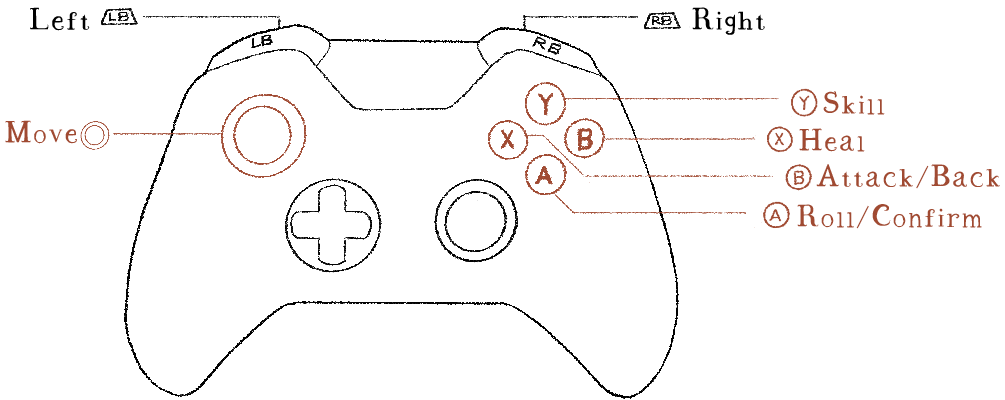 Left LB
RB Right
LB
RB
Y
Y Skill
Move
X
B
X Heal
A
B Attack/Back
A Roll/Confirm